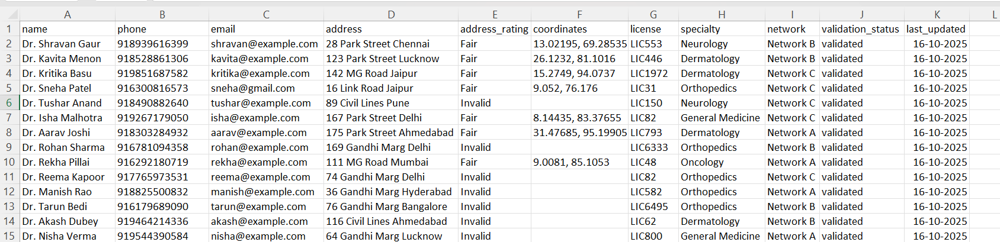 A B C D E F G H I J K L
1 name phone email address address_rating coordinates license specialty network validation_status last_updated
2 Dr. Shravan Gaur 918939616399 shravan@example.com 28 Park Street Chennai Fair 13.02195, 69.28535 LIC553 Neurology Network B validated 16-10-2025
3 Dr. Kavita Menon 918528861306 kavita@example.com 123 Park Street Lucknow Fair 26.1232, 81.1016 LIC446 Dermatology Network B validated 16-10-2025
4 Dr. Kritika Basu 919851687582 kritika@example.com 142 MG Road Jaipur Fair 15.2749, 94.0737 LIC1972 Dermatology Network C validated 16-10-2025
5 Dr. Sneha Patel 916300816573 sneha@gmail.com 16 Link Road Jaipur Fair 9.052, 76.176 LIC31 Orthopedics Network C validated 16-10-2025
6 Dr. Tushar Anand 918490882640 tushar@example.com 89 Civil Lines Pune Invalid LIC150 Neurology Network C validated 16-10-2025
7 Dr. Isha Malhotra 919267179050 isha@example.com 167 Park Street Delhi Fair 8.14435, 83.37655 LIC82 General Medicine Network C validated 16-10-2025
8 Dr. Aarav Joshi 918303284932 aarav@example.com 175 Park Street Ahmedabad Fair 31.47685, 95.19905 LIC793 Dermatology Network A validated 16-10-2025
9 Dr. Rohan Sharma 916781094358 rohan@example.com 169 Gandhi Marg Delhi Invalid LIC6333 Orthopedics Network B validated 16-10-2025
10 Dr. Rekha Pillai 916292180719 rekha@example.com 111 MG Road Mumbai Fair 9.0081, 85.1053 LIC48 Oncology Network A validated 16-10-2025
11 Dr. Reema Kapoor 917765973531 reema@example.com 74 Gandhi Marg Delhi Invalid LIC82 Orthopedics Network C validated 16-10-2025
12 Dr. Manish Rao 918825500832 manish@example.com 36 Gandhi Marg Hyderabad Invalid LIC582 Orthopedics Network A validated 16-10-2025
13 Dr. Tarun Bedi 916179689090 tarun@example.com 76 Gandhi Marg Bangalore Invalid LIC6495 Orthopedics Network B validated 16-10-2025
14 Dr. Akash Dubey 919464214336 akash@example.com 116 Civil Lines Ahmedabad Invalid LIC62 Dermatology Network B validated 16-10-2025
15 Dr. Nisha Verma 919544390584 nisha@example.com 64 Gandhi Marg Lucknow Invalid LIC800 General Medicine Network A validated 16-10-2025